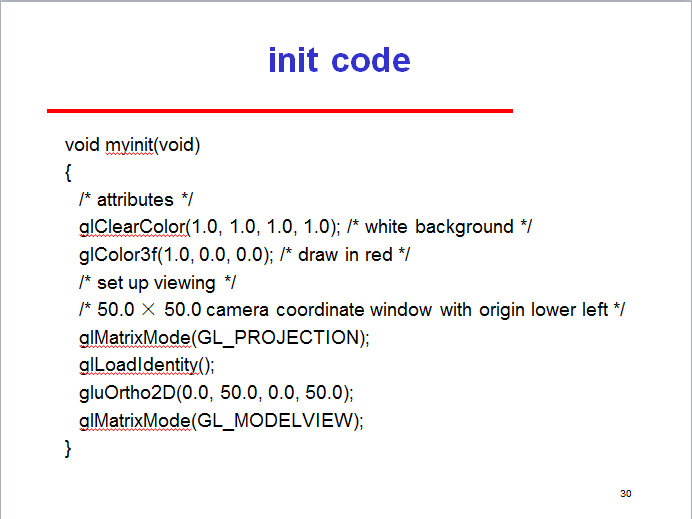 init code
void myinit(void)
{
/* attributes */
glClearColor(1.0, 1.0, 1.0, 1.0); /* white background */
glColor3f(1.0, 0.0, 0.0); /* draw in red */
/* set up viewing */
/* 50.0 × 50.0 camera coordinate window with origin lower left */
glMatrixMode(GL_PROJECTION);
glLoadIdentity();
gluOrtho2D(0.0, 50.0, 0.0, 50.0);
glMatrixMode(GL_MODELVIEW);
}
30